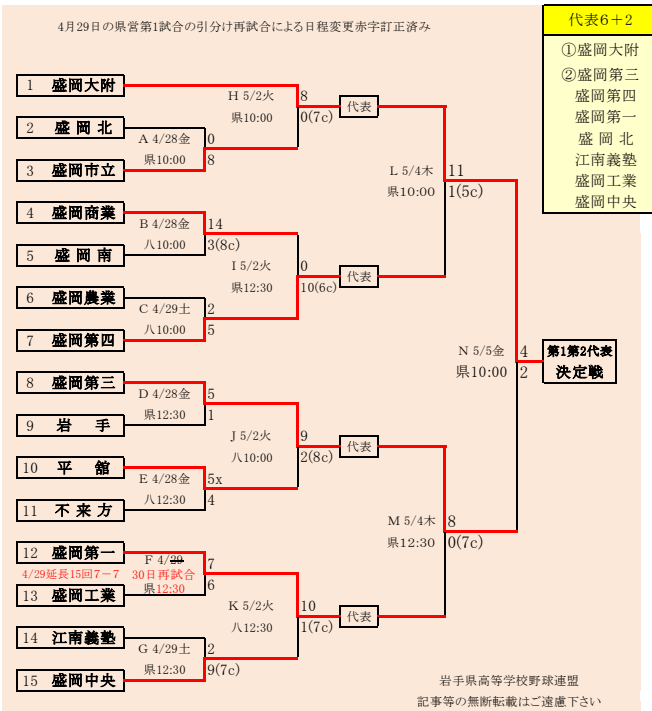 4月29日の県営第1試合の引分け再試合による日程変更赤字訂正済み
代表6＋2
①盛岡大附
②盛岡第三
盛岡第四
盛岡第一
盛 岡 北
江南義塾
盛岡工業
盛岡中央
1 盛岡大附
H 5/2火
県10:00
8
0(7c)
代表
2 盛 岡 北
A 4/28金
県10:00
0
8
3 盛岡市立
L 5/4木
県10:00
11
1(5c)
4 盛岡商業
B 4/28金
八10:00
14
3(8c)
5 盛 岡 南
I 5/2火
県12:30
0
10(6c)
代表
6 盛岡農業
C 4/29土
八10:00
2
5
7 盛岡第四
N 5/5金
県10:00
4
2
第1第2代表
決定戦
8 盛岡第三
D 4/28金
県12:30
5
1
9 岩 手
J 5/2火
八10:00
9
2(8c)
代表
10 平 舘
E 4/28金
八12:30
5x
4
11 不 来 方
M 5/4木
県12:30
8
0(7c)
12 盛岡第一
F 4/29
4/29延長15回7－7
30日再試合
県12:30
7
6
13 盛岡工業
K 5/2火
八12:30
10
1(7c)
代表
14 江南義塾
G 4/29土
県12:30
2
9(7c)
15 盛岡中央
岩手県高等学校野球連盟
記事等の無断転載はご遠慮下さい